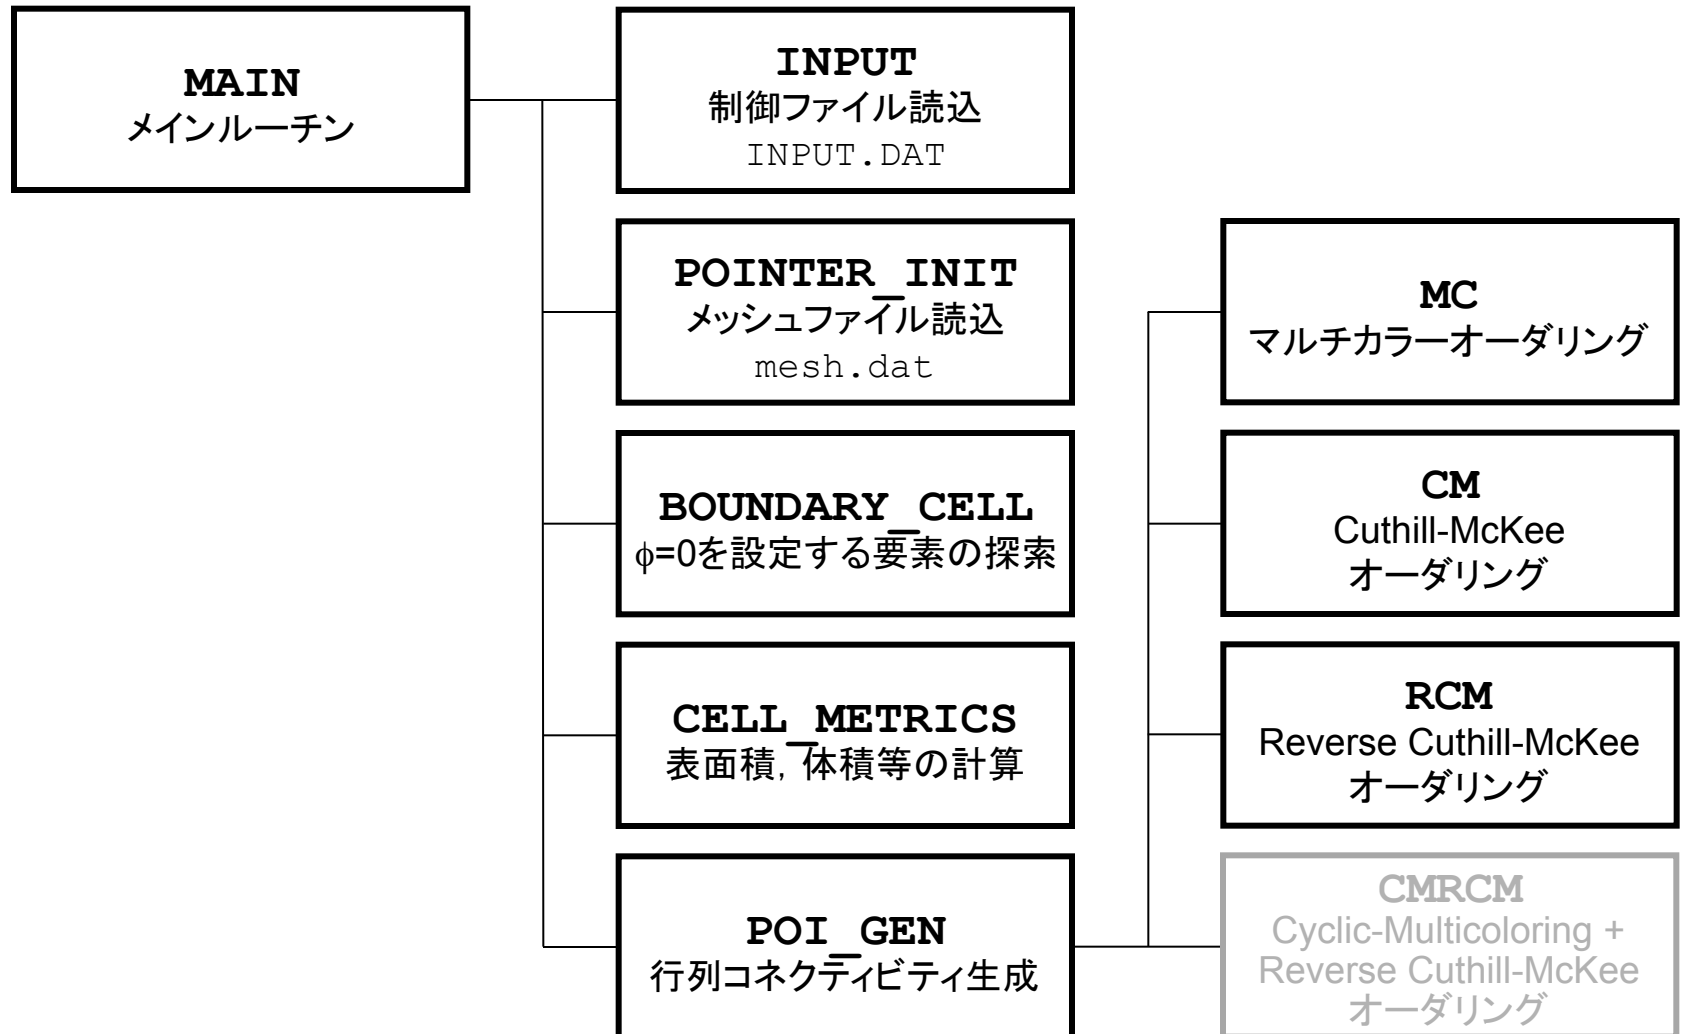 MAIN
メインルーチン
INPUT
制御ファイル読込
INPUT.DAT
POINTER_INIT
メッシュファイル読込
mesh.dat
BOUNDARY_CELL
φ=0を設定する要素の探索
CELL_METRICS
表面積, 体積等の計算
POI_GEN
行列コネクティビティ生成
MC
マルチカラーオーダリング
CM
Cuthill-McKee
オーダリング
RCM
Reverse Cuthill-McKee
オーダリング
CMRCM
Cyclic-Multicoloring +
Reverse Cuthill-McKee
オーダリング